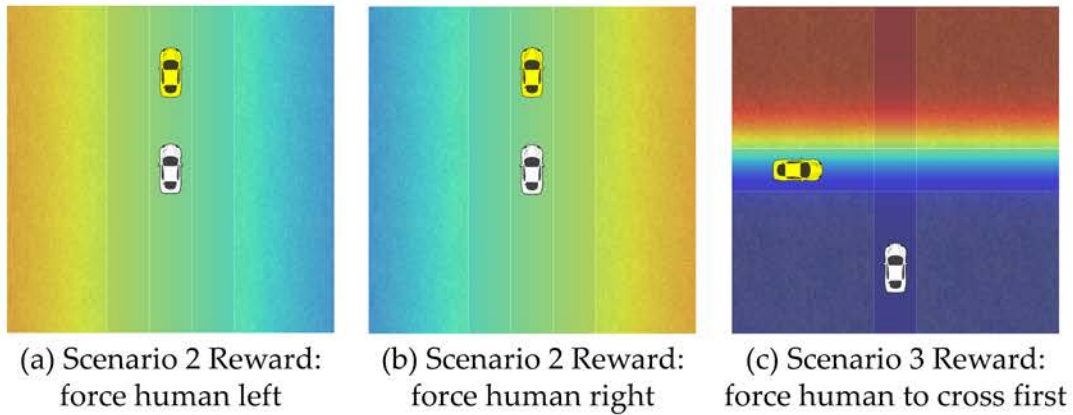 (a) Scenario 2 Reward:
force human left
(b) Scenario 2 Reward:
force human right
(c) Scenario 3 Reward:
force human to cross first